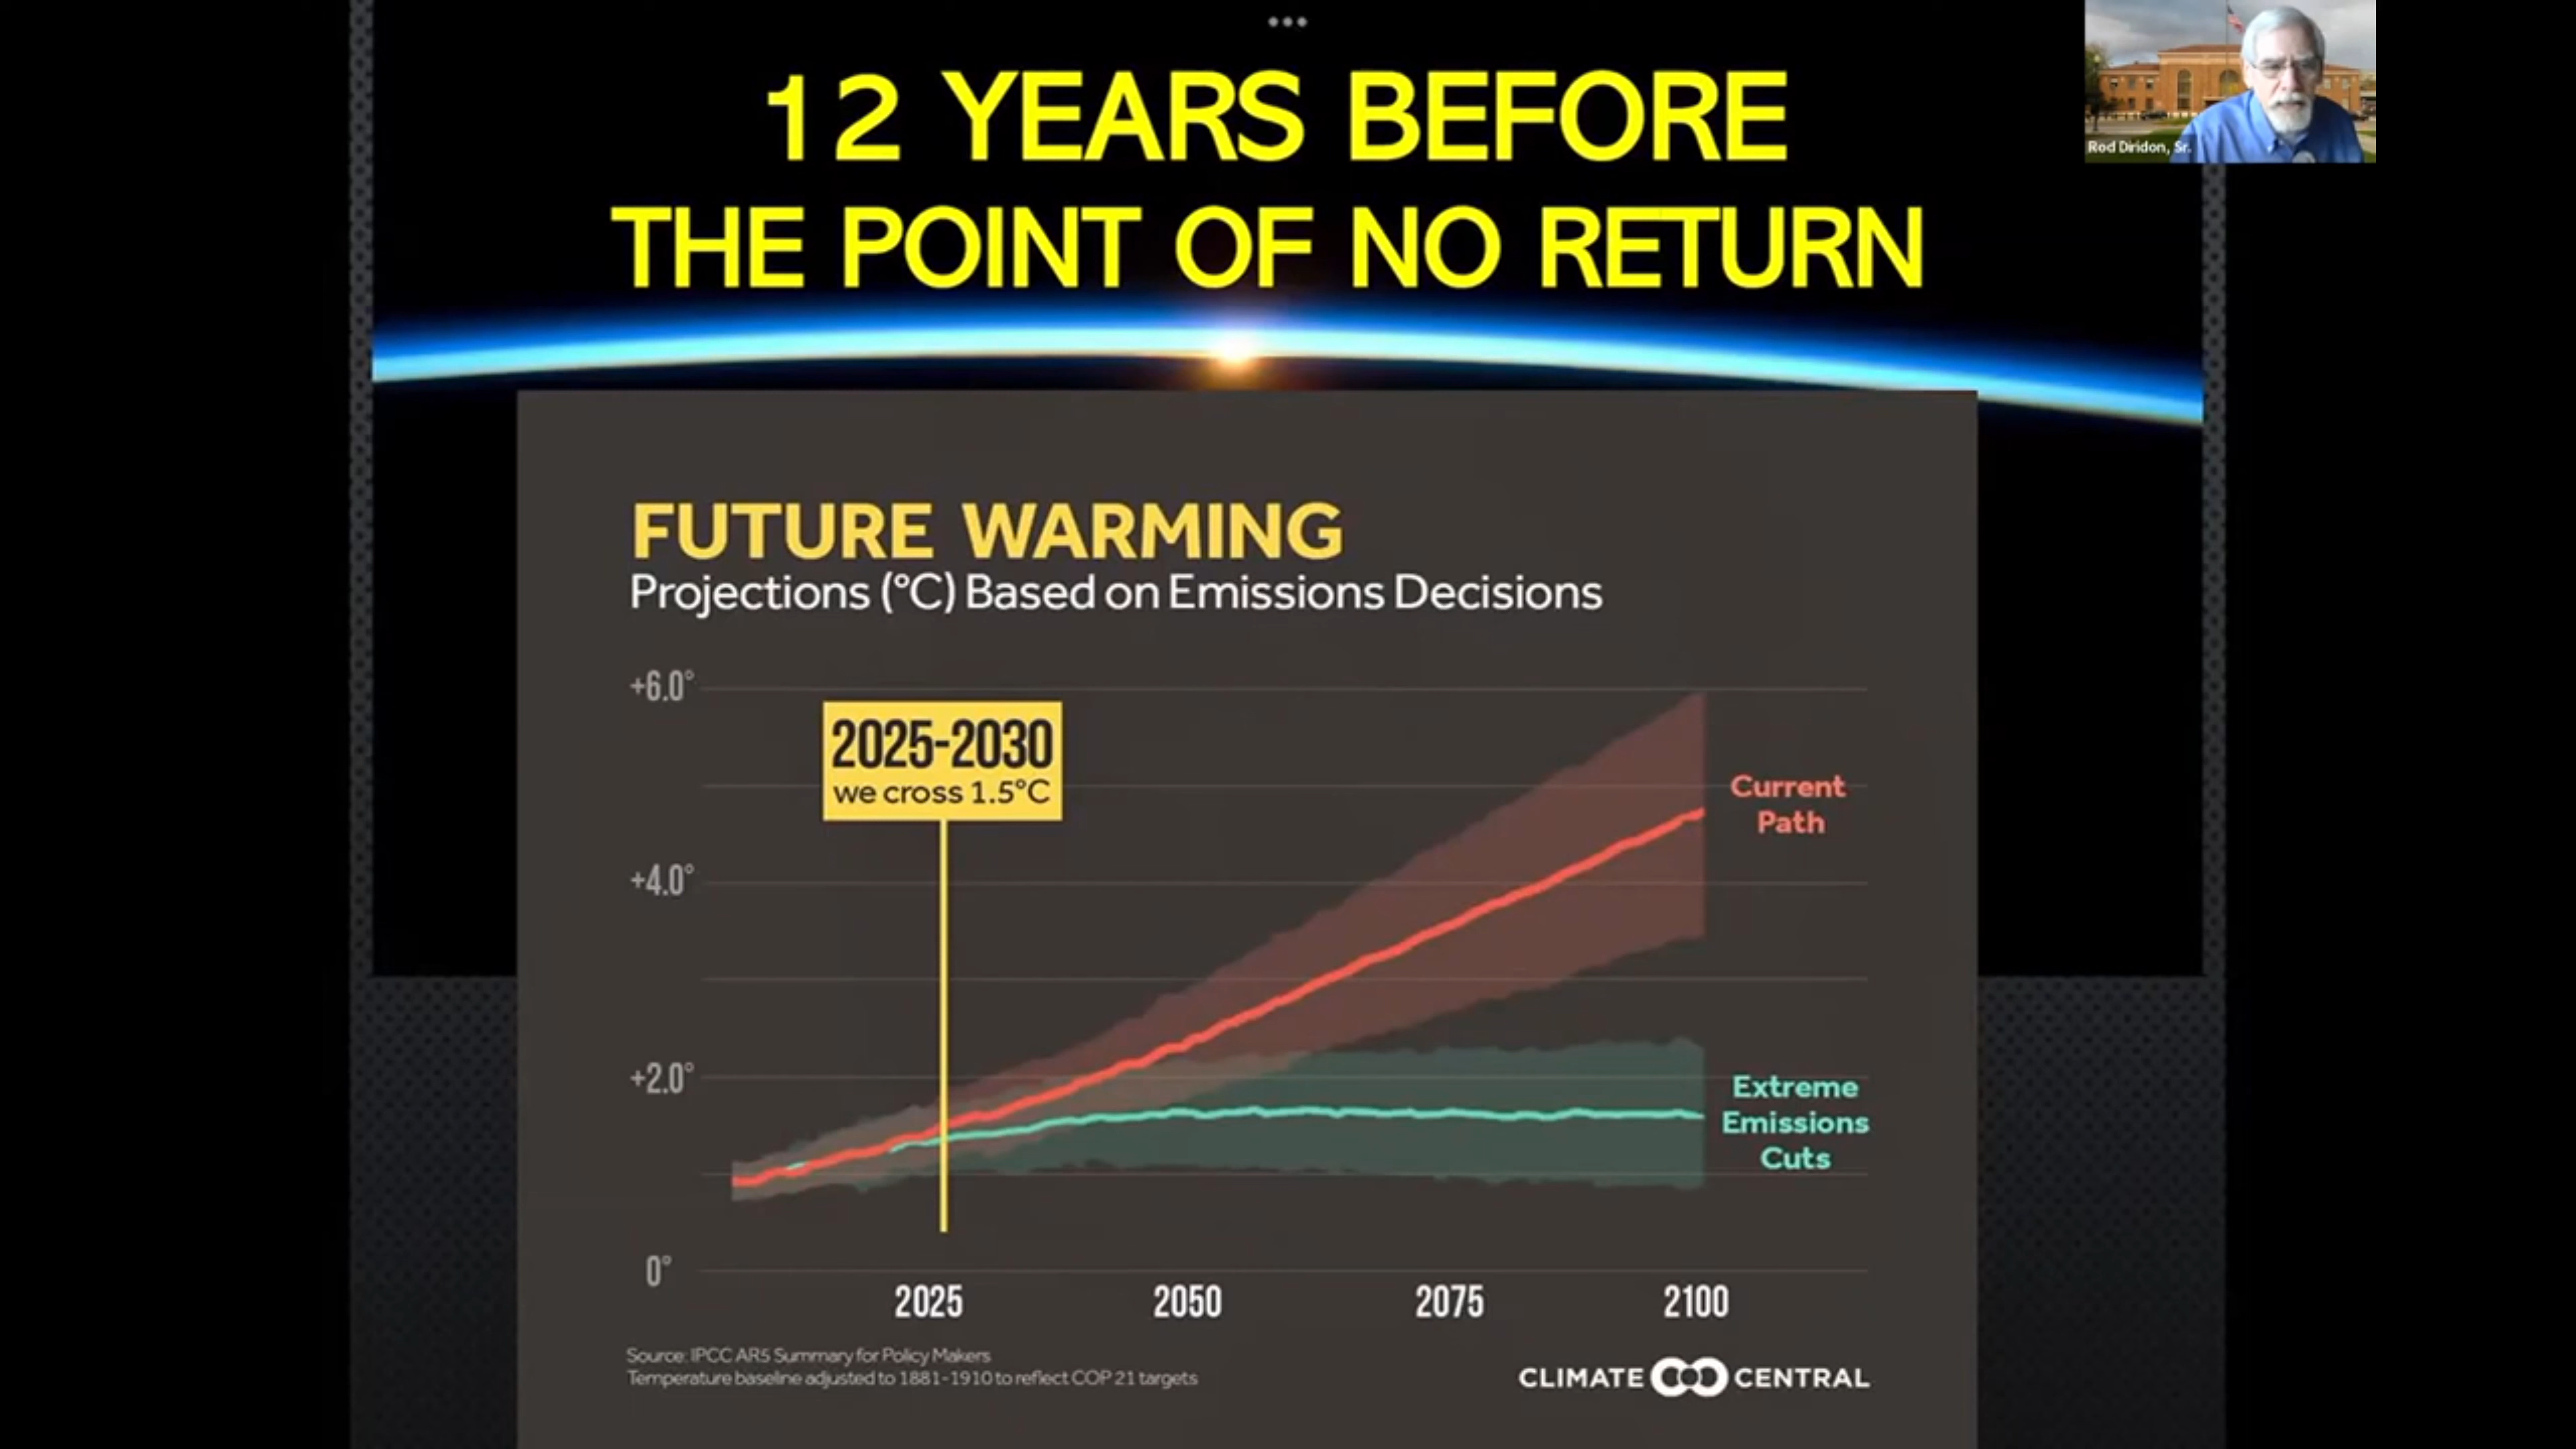 12 YEARS BEFORE
THE POINT OF NO RETURN
Rod Diridon, Sr.
FUTURE WARMING
Projections (°C) Based on Emissions Decisions
+6.0°
2025-2030
we cross 1.5°C
Current
Path
+4.0°
+2.0°
Extreme
Emissions
Cuts
0°
2025 2050 2075 2100
Source: IPCC AR5 Summary for Policy Makers
Temperature baseline adjusted to 1881-1910 to reflect COP 21 targets
CLIMATE CENTRAL